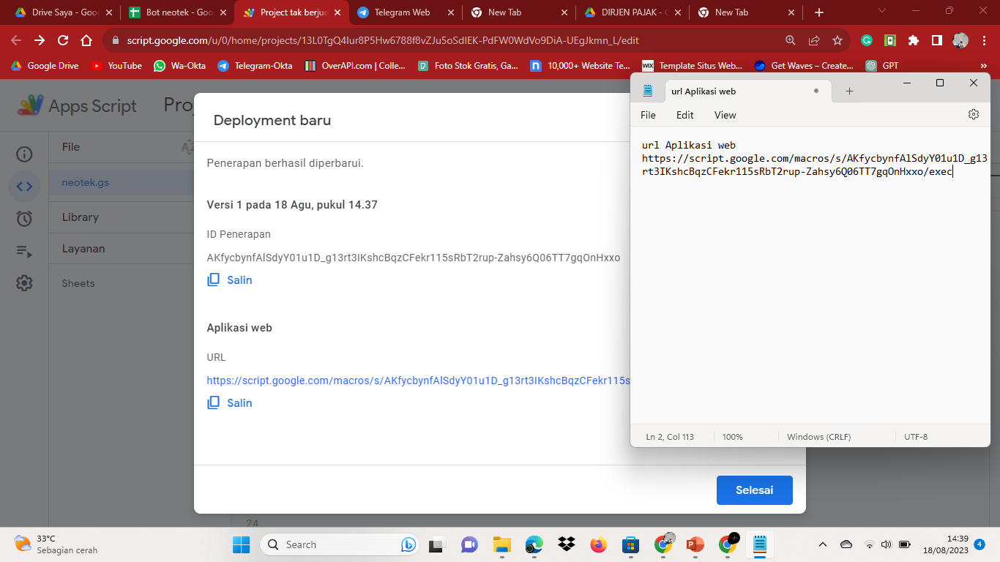 Drive Saya - Goo
Bot neotek - Goo
Project tak berjud
Telegram Web
New Tab
DIRJEN PAJAK - G
New Tab
script.google.com/u/0/home/projects/13L0TgQ4lur8P5Hw6788f8vZJu5oSdIEK-PdFW0WdVo9DiA-UEgJkmn_L/edit
Google Drive
YouTube
Wa-Okta
Telegram-Okta
OverAPI.com | Colle...
Foto Stok Gratis, Ga...
10,000+ Website Te...
WIX Template Situs Web...
Get Waves – Create...
GPT
»
Apps Script
Proj
File
AZ
neotek.gs
Library
Layanan
Sheets
24
Deployment baru
Penerapan berhasil diperbarui.
Versi 1 pada 18 Agu, pukul 14.37
ID Penerapan
AKfycbynfAlSdyY01u1D_g13rt3IKshcBqzCFekr115sRbT2rup-Zahsy6Q06TT7gqOnHxxo
Salin
Aplikasi web
URL
https://script.google.com/macros/s/AKfycbynfAlSdyY01u1D_g13rt3IKshcBqzCFekr115s
Salin
Selesai
url Aplikasi web
File
Edit
View
url Aplikasi web
https://script.google.com/macros/s/AKfycbynfAlSdyY01u1D_g13
rt3IKshcBqzCFekr115sRbT2rup-Zahsy6Q06TT7gqOnHxxo/exec
Ln 2, Col 113
100%
Windows (CRLF)
UTF-8
33°C
Sebagian cerah
Search
14:39
18/08/2023
4